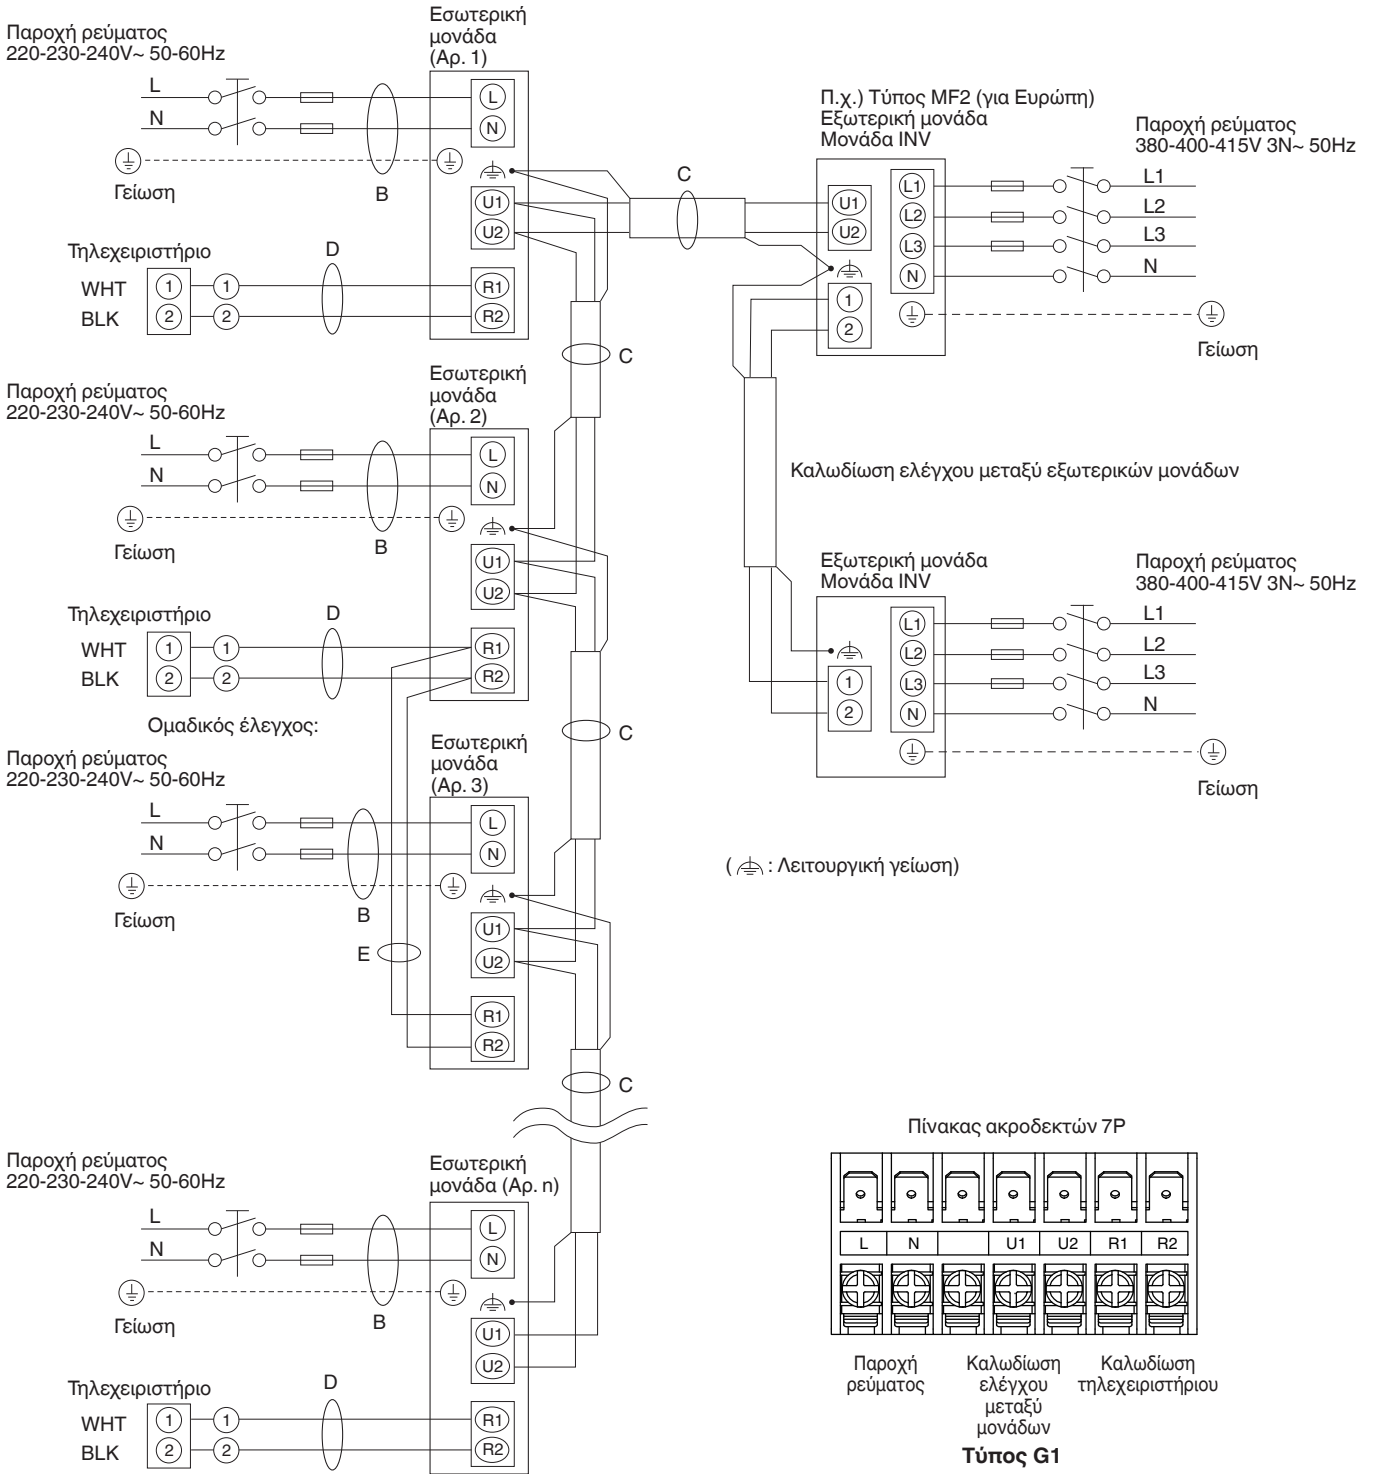 Παροχή ρεύματος
220-230-240V~ 50-60Hz
L
N
Γείωση
B
Εσωτερική
μονάδα
(Αρ. 1)
L
N
U1
U2
R1
R2
Τηλεχειριστήριο
WHT
BLK
1
2
1
2
D
C
C
Π.χ.) Τύπος MF2 (για Ευρώπη)
Εξωτερική μονάδα
Μονάδα INV
U1
U2
1
2
L1
L2
L3
N
Παροχή ρεύματος
380-400-415V 3N~ 50Hz
L1
L2
L3
N
Γείωση
Παροχή ρεύματος
220-230-240V~ 50-60Hz
L
N
Γείωση
B
Εσωτερική
μονάδα
(Αρ. 2)
L
N
U1
U2
R1
R2
Τηλεχειριστήριο
WHT
BLK
1
2
1
2
D
C
Καλωδίωση ελέγχου μεταξύ εξωτερικών μονάδων
Εξωτερική μονάδα
Μονάδα INV
1
2
L1
L2
L3
N
Παροχή ρεύματος
380-400-415V 3N~ 50Hz
L1
L2
L3
N
Γείωση
Ομαδικός έλεγχος:
Παροχή ρεύματος
220-230-240V~ 50-60Hz
L
N
Γείωση
B
E
Εσωτερική
μονάδα
(Αρ. 3)
L
N
U1
U2
R1
R2
C
( : Λειτουργική γείωση)
Παροχή ρεύματος
220-230-240V~ 50-60Hz
L
N
Γείωση
B
Εσωτερική
μονάδα (Αρ. n)
L
N
U1
U2
R1
R2
Τηλεχειριστήριο
WHT
BLK
1
2
1
2
D
Πίνακας ακροδεκτών 7P
L N U1 U2 R1 R2
Παροχή
ρεύματος
Καλωδίωση
ελέγχου
μεταξύ
μονάδων
Καλωδίωση
τηλεχειριστήριου
Τύπος G1